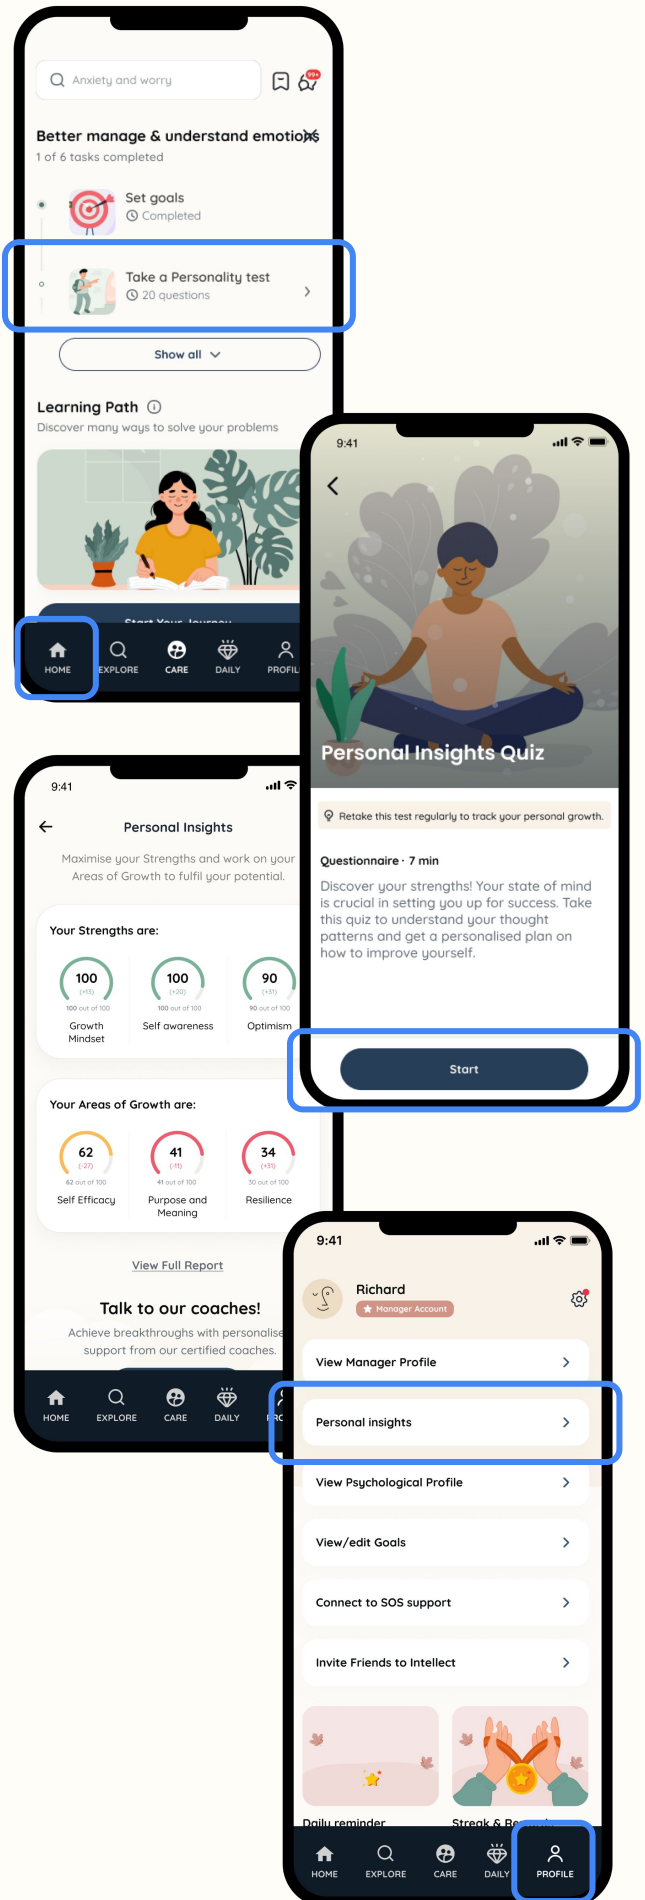 Anxiety and worry
99+
Better manage & understand emotions
1 of 6 tasks completed
Set goals
Completed
Take a Personality test
20 questions
Show all
Learning Path
Discover many ways to solve your problems
Start Your Journey
HOME
EXPLORE
CARE
DAILY
PROFIL
9:41
Personal Insights Quiz
Retake this test regularly to track your personal growth.
Questionnaire · 7 min
Discover your strengths! Your state of mind
is crucial in setting you up for success. Take
this quiz to understand your thought
patterns and get a personalised plan on
how to improve yourself.
Start
9:41
Personal Insights
Maximise your Strengths and work on your
Areas of Growth to fulfil your potential.
Your Strengths are:
100
(+13)
100 out of 100
Growth
Mindset
100
(+20)
100 out of 100
Self awareness
90
(+31)
90 out of 100
Optimism
Your Areas of Growth are:
62
(-27)
62 out of 100
Self Efficacy
41
(-11)
41 out of 100
Purpose and
Meaning
34
(+31)
30 out of 100
Resilience
View Full Report
Talk to our coaches!
Achieve breakthroughs with personalise
support from our certified coaches.
HOME
EXPLORE
CARE
DAILY
9:41
Richard
Manager Account
View Manager Profile
Personal insights
View Psychological Profile
View/edit Goals
Connect to SOS support
Invite Friends to Intellect
Daily reminder
Streak &
HOME
EXPLORE
CARE
DAILY
PROFILE